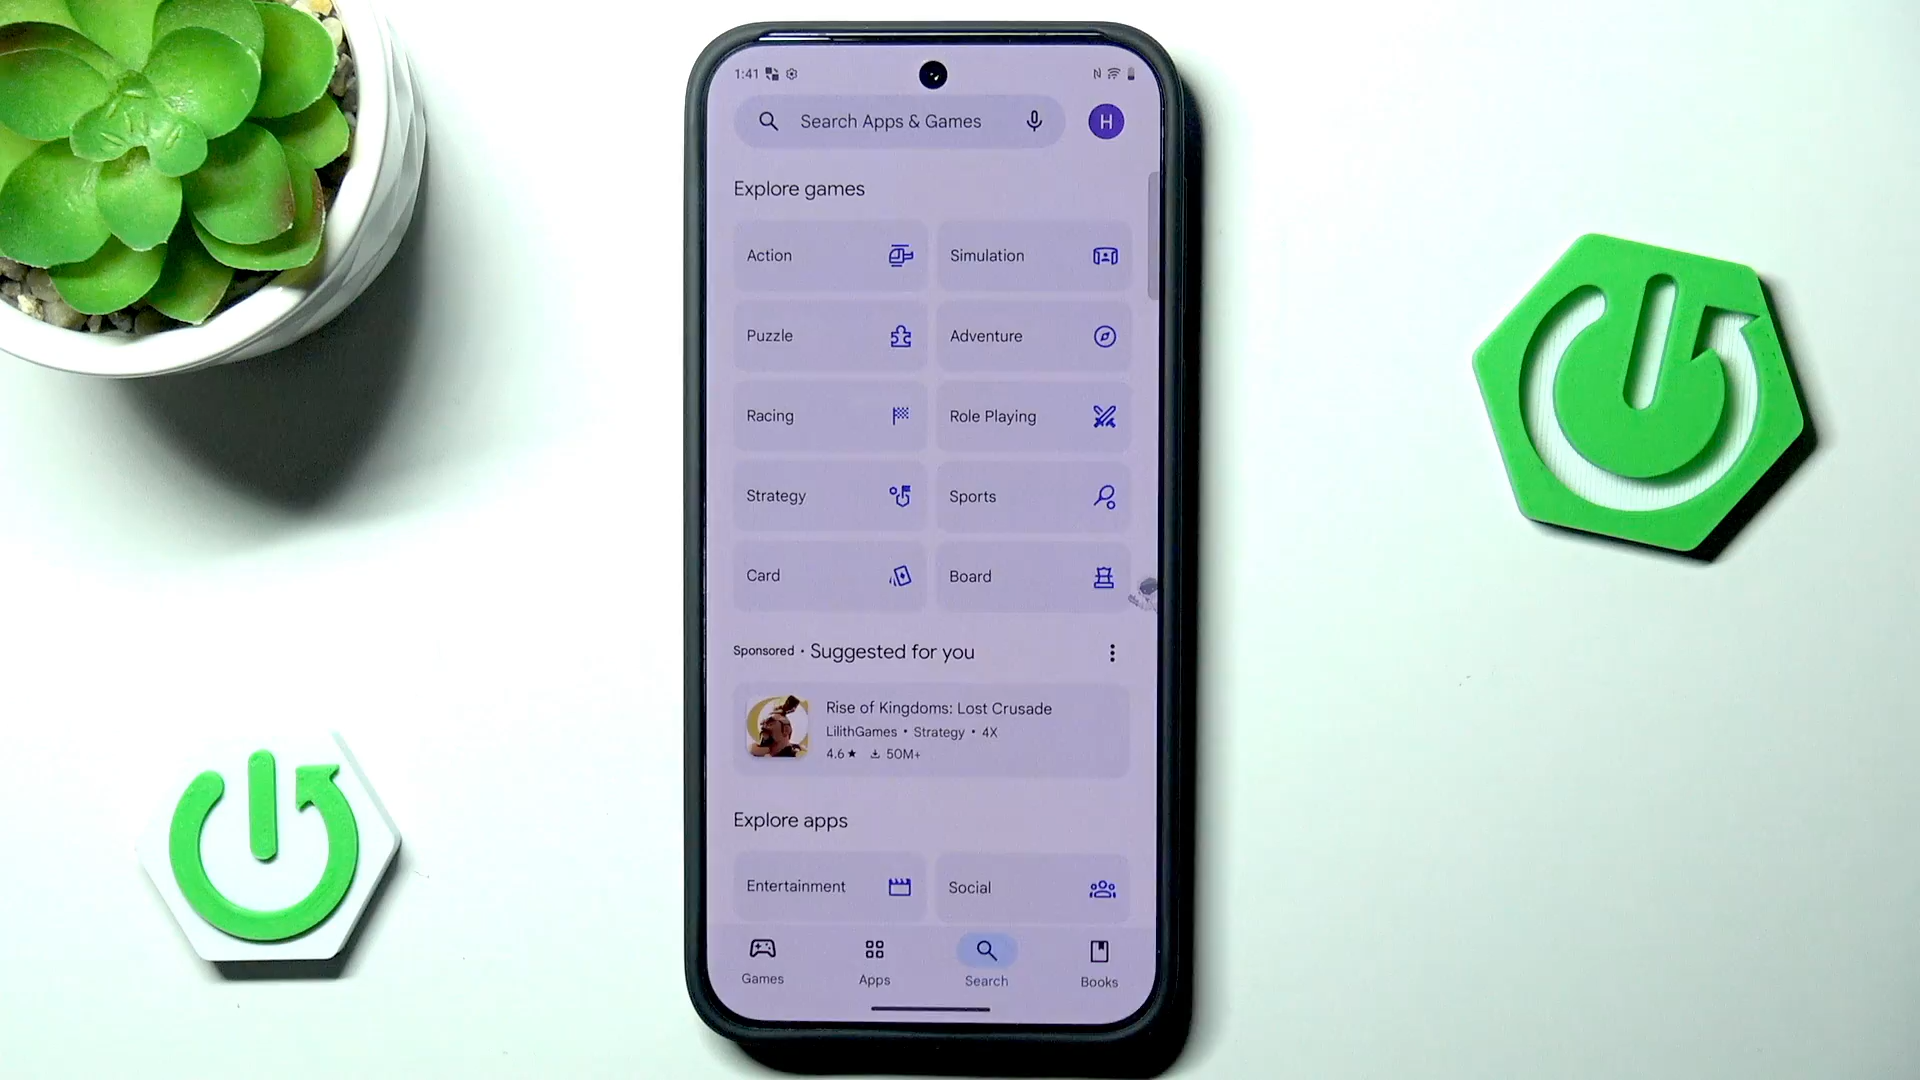 1:41
Search Apps & Games
H
Explore games
Action
Simulation
Puzzle
Adventure
Racing
Role Playing
Strategy
Sports
Card
Board
Sponsored · Suggested for you
Rise of Kingdoms: Lost Crusade
LilithGames • Strategy • 4X
4.6★ 50M+
Explore apps
Entertainment
Social
Games
Apps
Search
Books